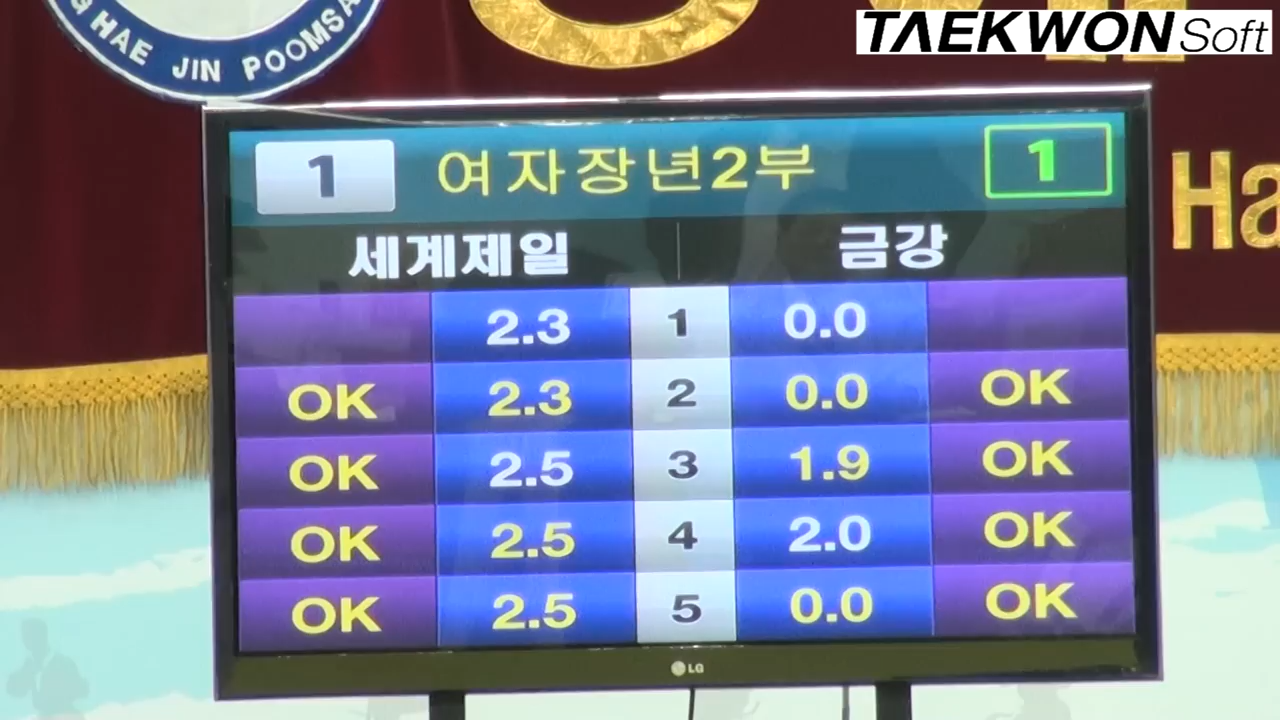 G HAE JIN POOMSA
TAEKWONSoft
Ha
1 여자장년2부 1
세계제일 금강
2.3 1 0.0
OK 2.3 2 0.0 OK
OK 2.5 3 1.9 OK
OK 2.5 4 2.0 OK
OK 2.5 5 0.0 OK
LG